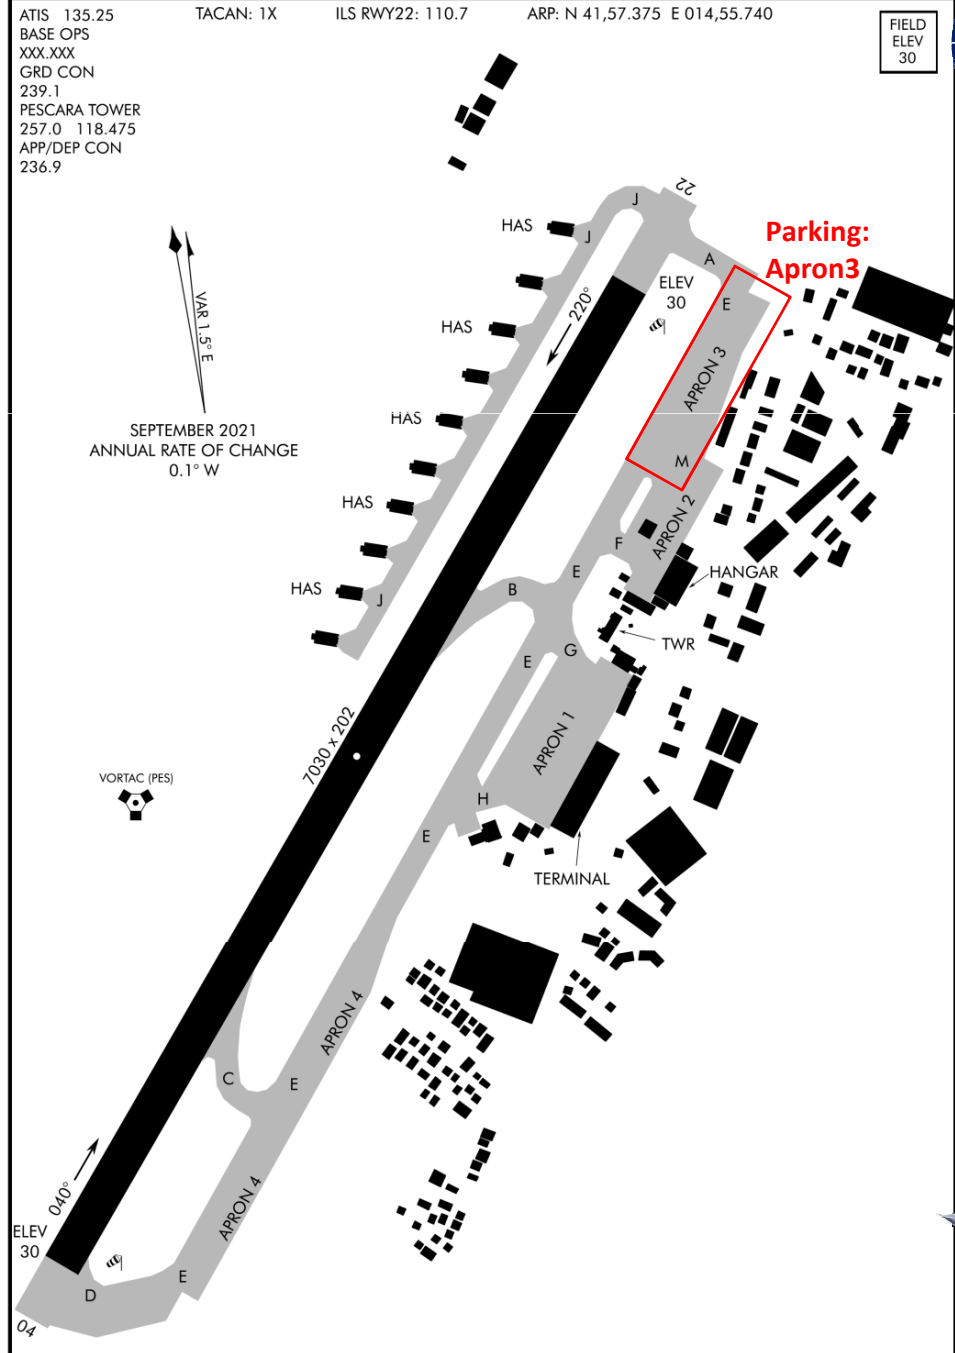 ATIS 135.25
TACAN: 1X
ILS RWY22: 110.7
ARP: N 41,57.375 E 014,55.740
BASE OPS
XXX.XXX
GRD CON
239.1
PESCARA TOWER
257.0 118.475
APP/DEP CON
236.9
FIELD
ELEV
30
22
J
HAS
J
A
Parking:
Apron3
ELEV
30
E
220°
VAR 1.5° E
HAS
APRON 3
HAS
SEPTEMBER 2021
ANNUAL RATE OF CHANGE
0.1° W
M
HAS
APRON 2
F
HANGAR
E
HAS
B
J
TWR
G
E
7030 x 202
APRON 1
VORTAC (PES)
H
E
TERMINAL
APRON 4
C
E
040°
APRON 4
ELEV
30
E
D
04